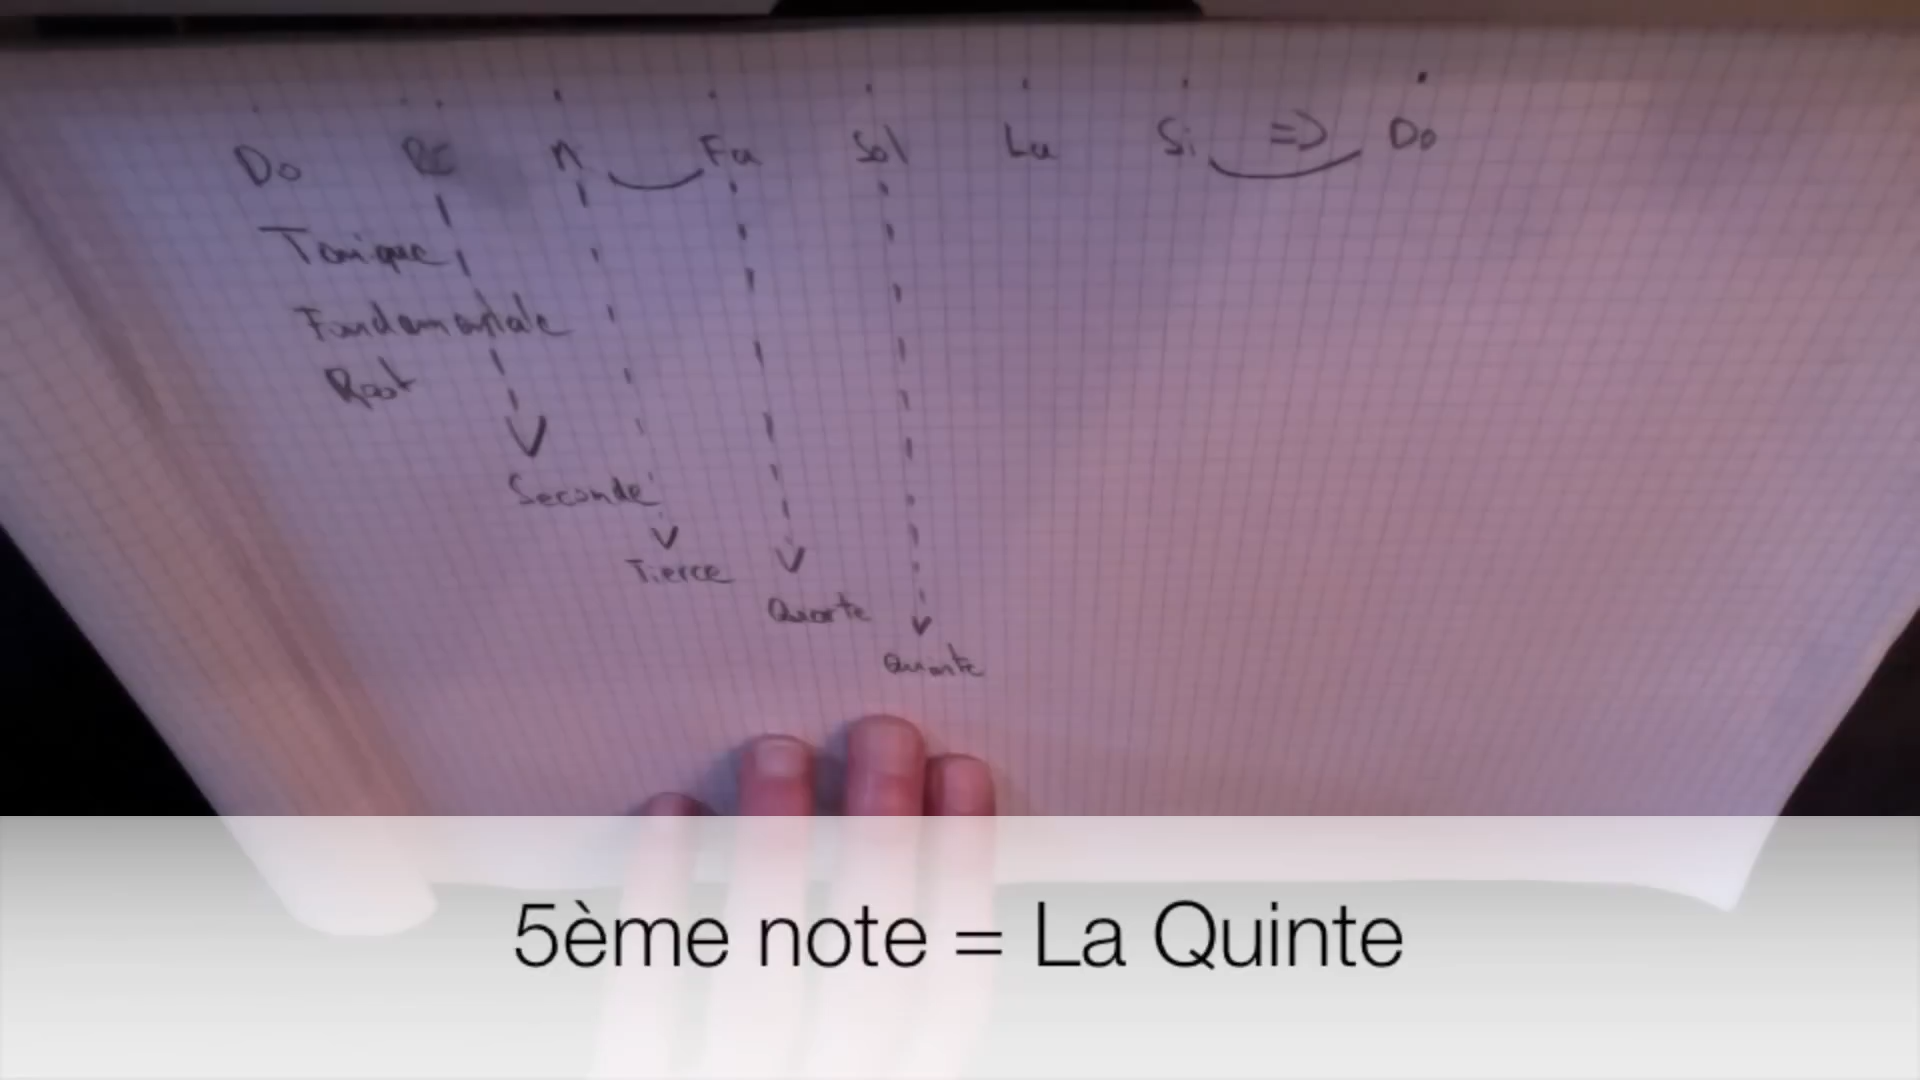 Do Ré Mi Fa Sol La Si => Do
Tonique
Fondamentale
Root
Seconde
Tierce
Quarte
Quinte
5ème note = La Quinte